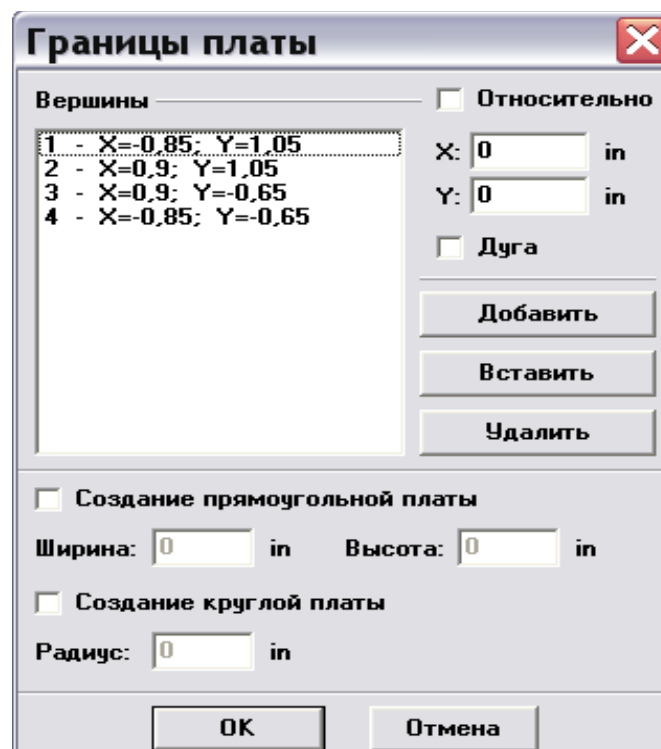 Границы платы
Вершины
Относительно
1 - X=-0,85; Y=1,05
2 - X=0,9; Y=1,05
3 - X=0,9; Y=-0,65
4 - X=-0,85; Y=-0,65
X: 0 in
Y: 0 in
Дуга
Добавить
Вставить
Удалить
Создание прямоугольной платы
Ширина: 0 in Высота: 0 in
Создание круглой платы
Радиус: 0 in
OK Отмена